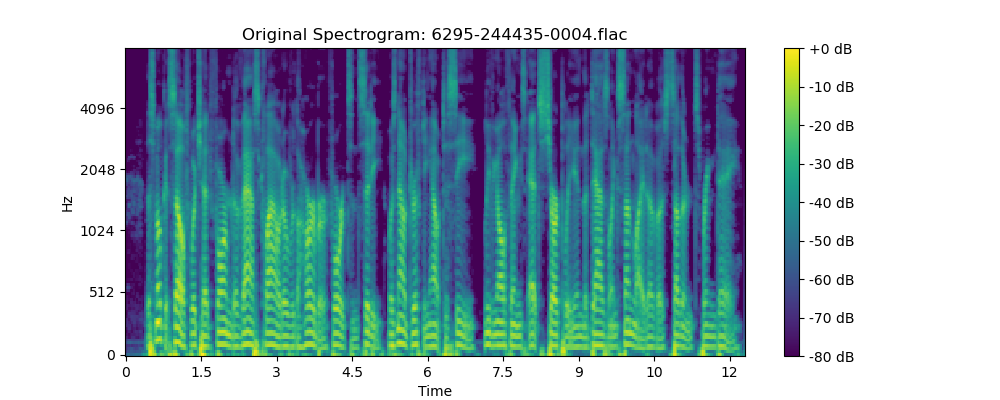 Original Spectrogram: 6295-244435-0004.flac
Hz
4096
2048
1024
512
0
0 1.5 3 4.5 6 7.5 9 10.5 12
Time
+0 dB
-10 dB
-20 dB
-30 dB
-40 dB
-50 dB
-60 dB
-70 dB
-80 dB